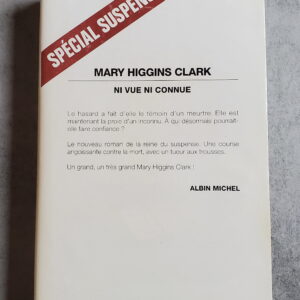 SPÉCIAL SUSPENSE
MARY HIGGINS CLARK
NI VUE NI CONNUE
Le hasard a fait d'elle le témoin d'un meurtre. Elle est
maintenant la proie d'un inconnu. A qui désormais pourrait-
elle faire confiance ?
Le nouveau roman de la reine du suspense. Une course
angoissante contre la mort, avec un tueur aux trousses.
Un grand, un très grand Mary Higgins Clark !
ALBIN MICHEL